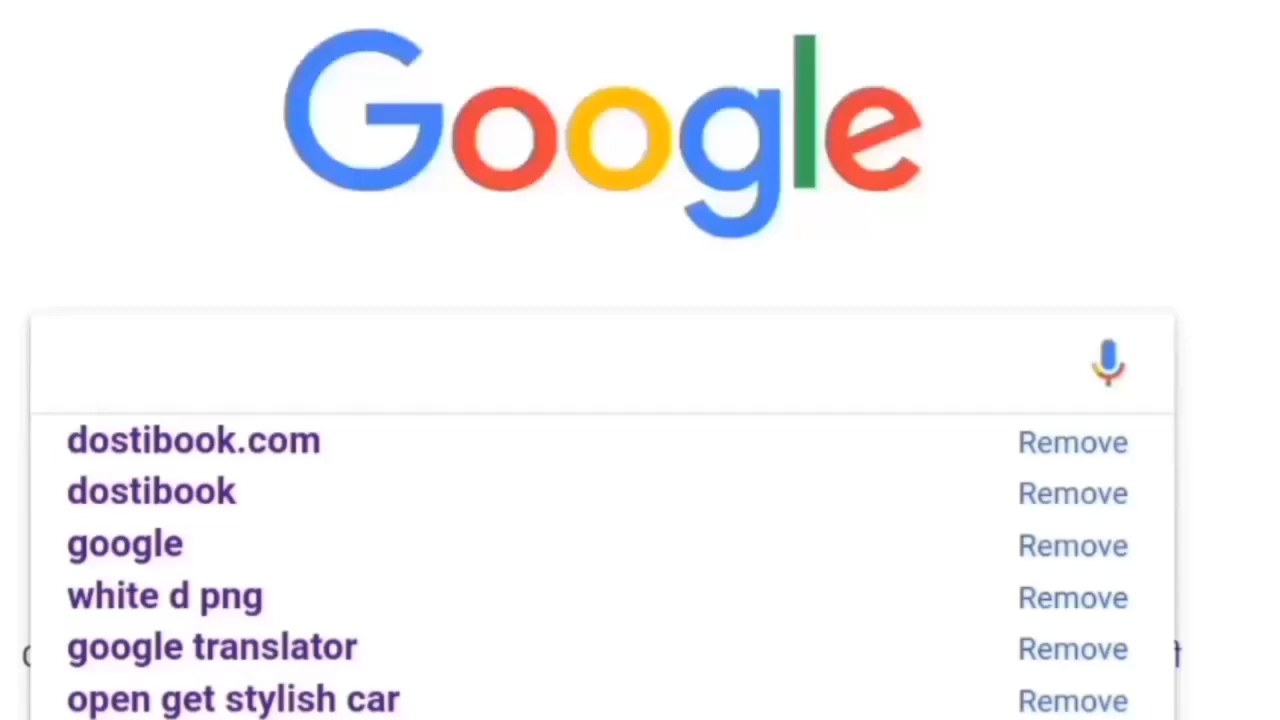 Google
dostibook.com Remove
dostibook Remove
google Remove
white d png Remove
google translator Remove
open get stylish car Remove